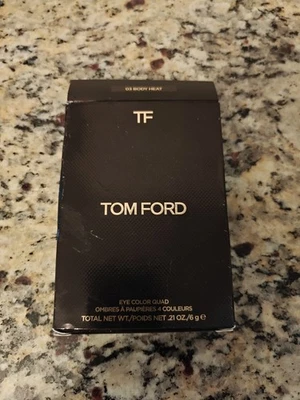 03 BODY HEAT
TF
TOM FORD
EYE COLOR QUAD
OMBRES À PAUPIÈRES 4 COULEURS
TOTAL NET WT./POIDS NET .21 OZ./6 g ℮